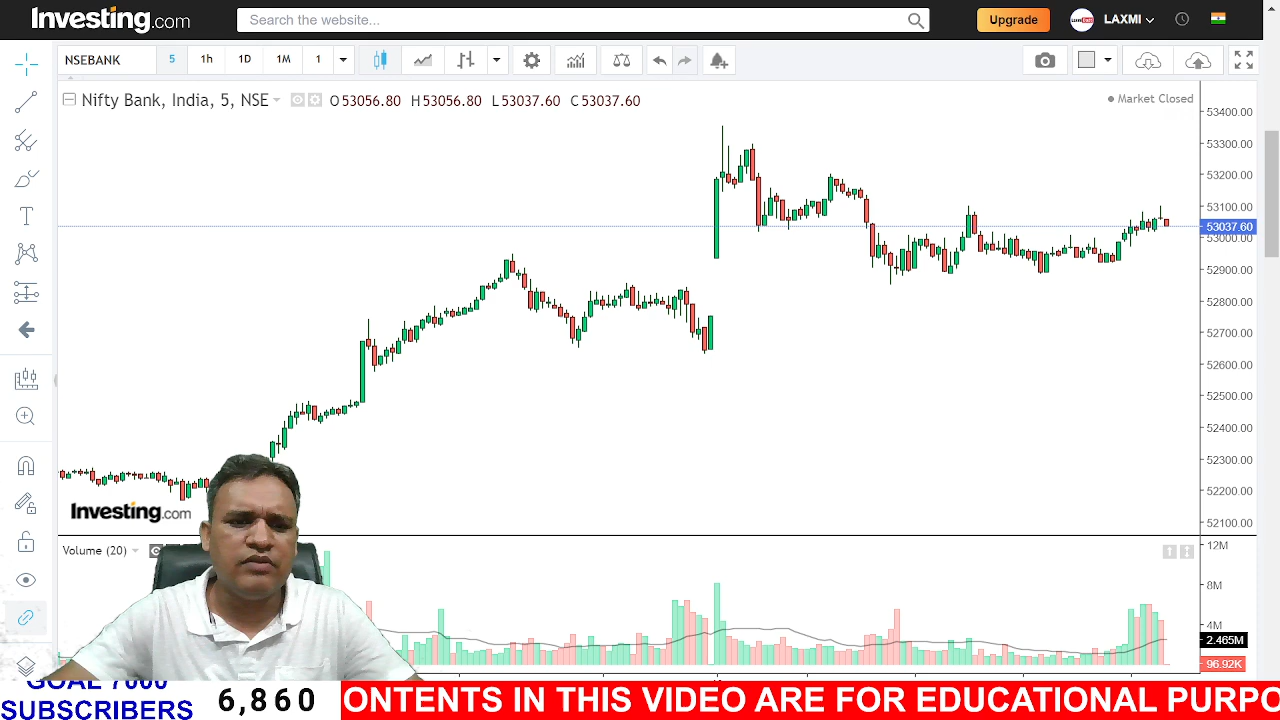 Investing.com
Search the website...
Upgrade
LAXMI
NSEBANK
5
1h
1D
1M
1
Nifty Bank, India, 5, NSE
O 53056.80 H 53056.80 L 53037.60 C 53037.60
Market Closed
53400.00
53300.00
53200.00
53100.00
53037.60
53000.00
52900.00
52800.00
52700.00
52600.00
52500.00
52400.00
52300.00
52200.00
52100.00
Investing.com
Volume (20)
12M
8M
4M
2.465M
96.92K
GOAL 7000
SUBSCRIBERS
6,860
ONTENTS IN THIS VIDEO ARE FOR EDUCATIONAL PURPO